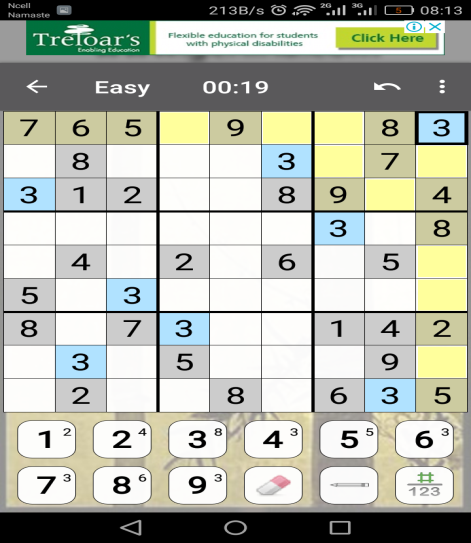 Ncell
Namaste
213B/s 2G 3G 5 08:13
Treloar's
Enabling Education
Flexible education for students
with physical disabilities
Click Here
Easy 00:19
7 6 5 9 8 3
8 3 7
3 1 2 8 9 4
3 8
4 2 6 5
5 3
8 7 3 1 4 2
3 5 9
2 8 6 3 5
1 2 2 4 3 8 4 3 5 5 6 3
7 3 8 6 9 3 123